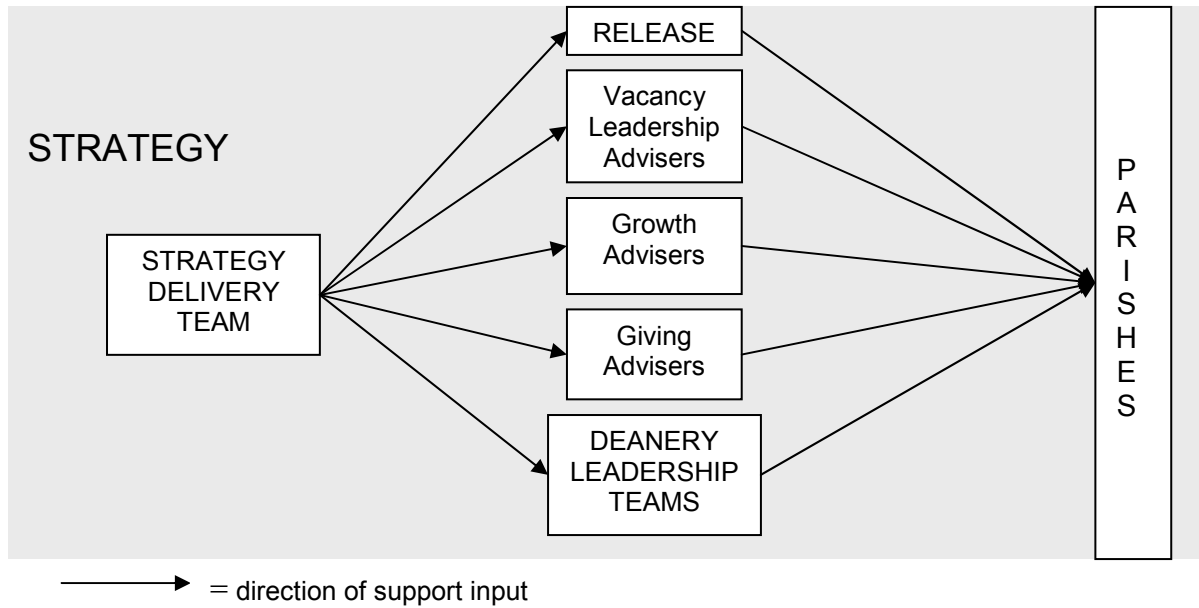 STRATEGY
STRATEGY
DELIVERY
TEAM
RELEASE
Vacancy
Leadership
Advisers
Growth
Advisers
Giving
Advisers
DEANERY
LEADERSHIP
TEAMS
P
A
R
I
S
H
E
S
= direction of support input